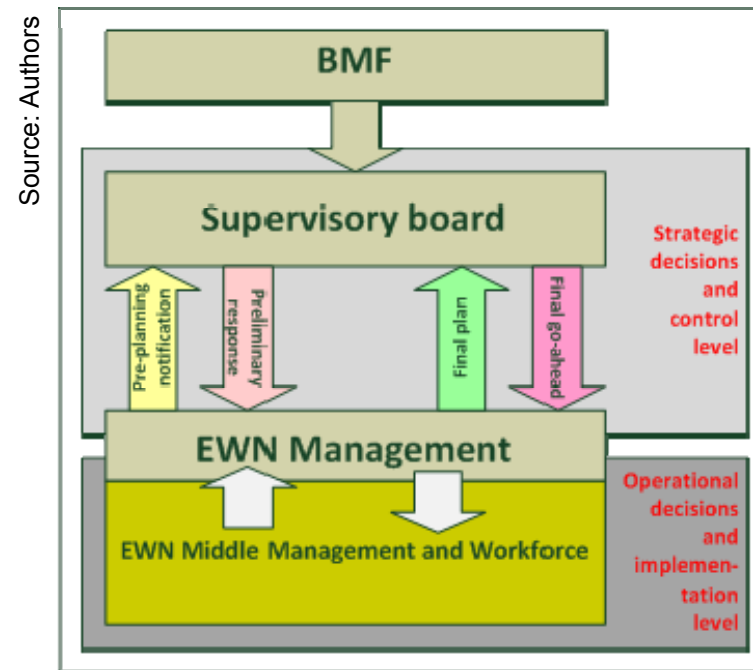 Source: Authors
BMF
Supervisory board
Pre-planning
notification
Preliminary
response
Final plan
Final go-ahead
Strategic
decisions
and
control
level
EWN Management
EWN Middle Management and Workforce
Operational
decisions
and
implemen-
tation
level